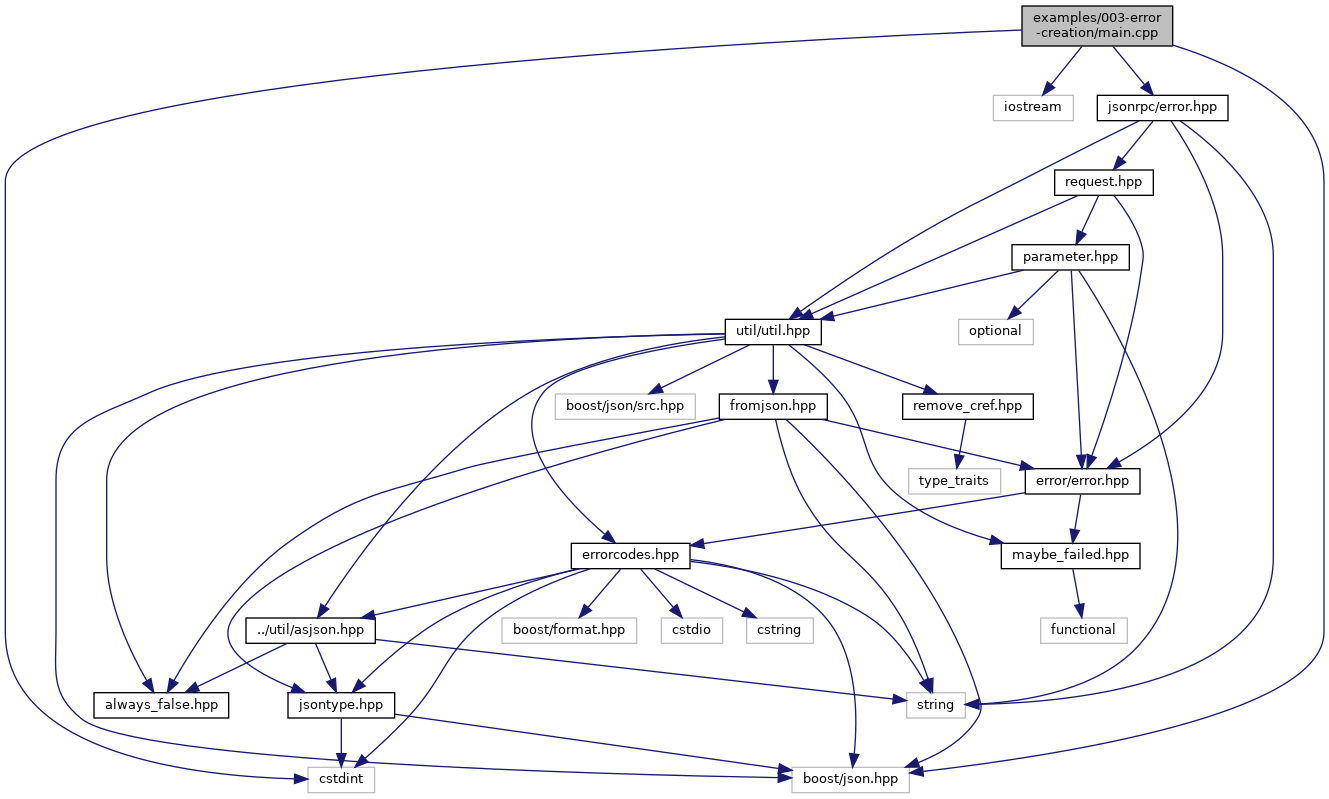 examples/003-error
-creation/main.cpp
iostream
jsonrpc/error.hpp
request.hpp
parameter.hpp
util/util.hpp
optional
boost/json/src.hpp
fromjson.hpp
remove_cref.hpp
type_traits
error/error.hpp
errorcodes.hpp
maybe_failed.hpp
../util/asjson.hpp
boost/format.hpp
cstdio
cstring
functional
always_false.hpp
jsontype.hpp
string
cstdint
boost/json.hpp